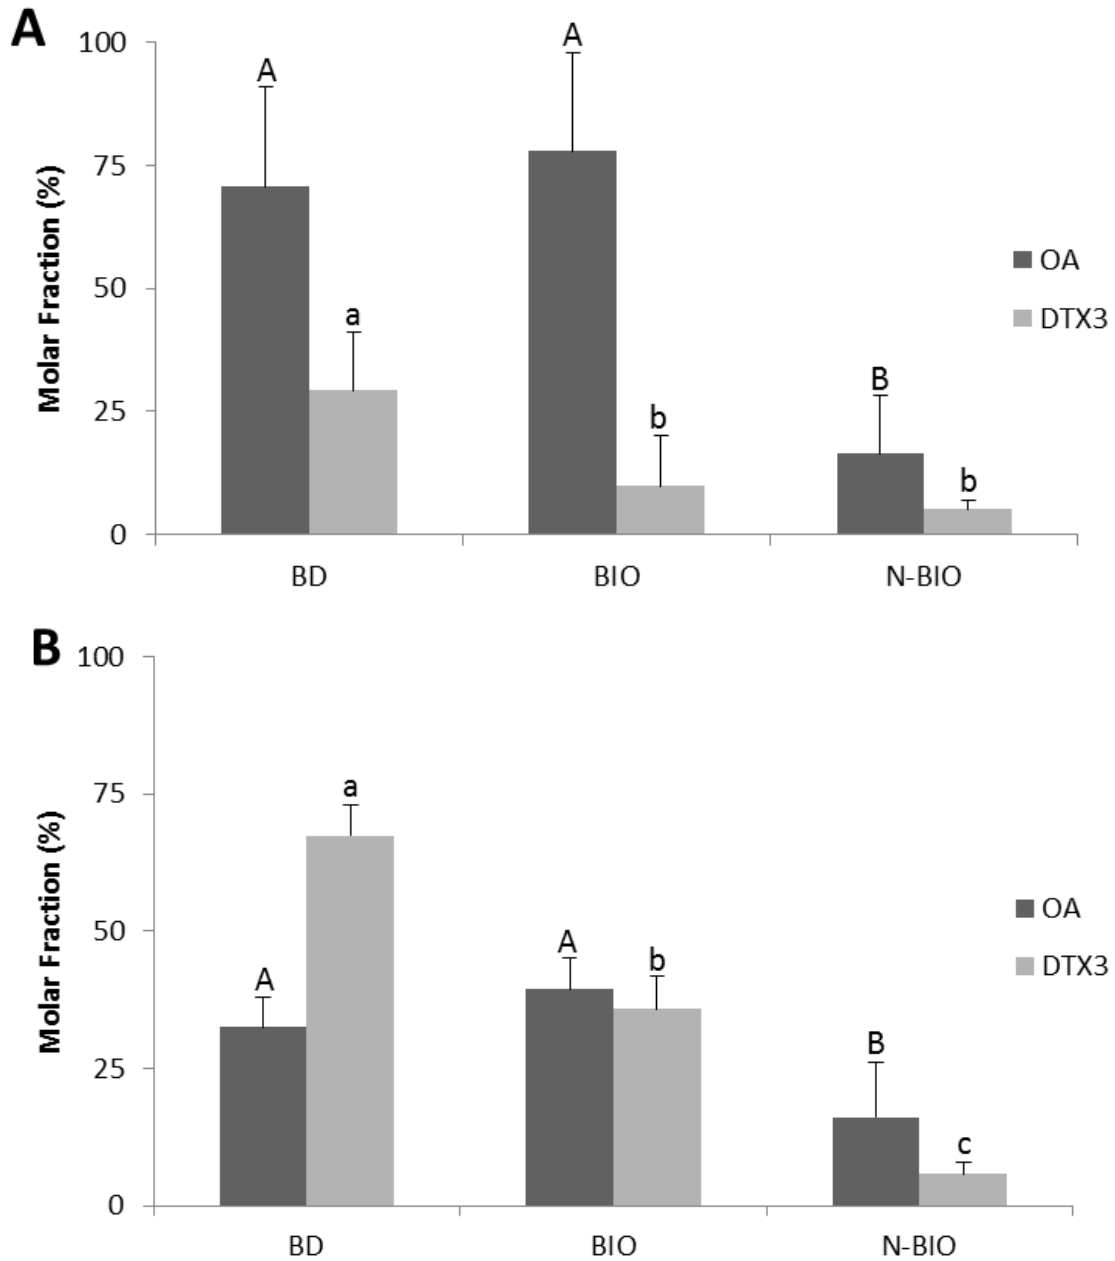 A
Molar Fraction (%)
100
75
50
25
0
A
a
A
b
B
b
BD
BIO
N-BIO
OA
DTX3
B
Molar Fraction (%)
100
75
50
25
0
A
a
A
b
B
c
BD
BIO
N-BIO
OA
DTX3